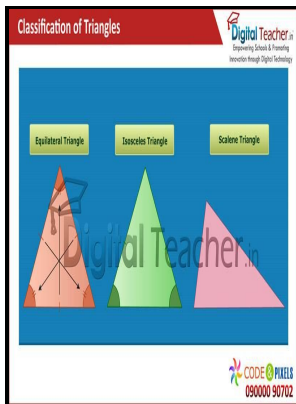 Classification of Triangles
Digital Teacher.in
Empowering Schools & Promoting
Innovation through Digital Technology
Equilateral Triangle
Isosceles Triangle
Scalene Triangle
Digital Teacher.in
CODE & PIXELS
090000 90702